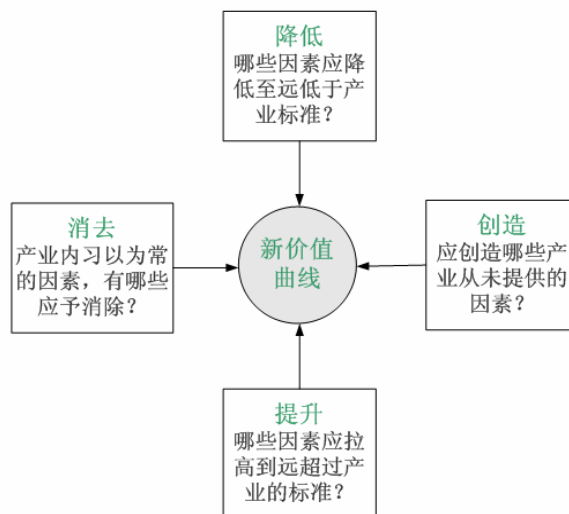 降低
哪些因素应降
低至远低于产
业标准？
消去
产业内习以为常
的因素，有哪些
应予消除？
新价值
曲线
创造
应创造哪些产
业从未提供的
因素？
提升
哪些因素应拉
高到远超过产
业的标准？